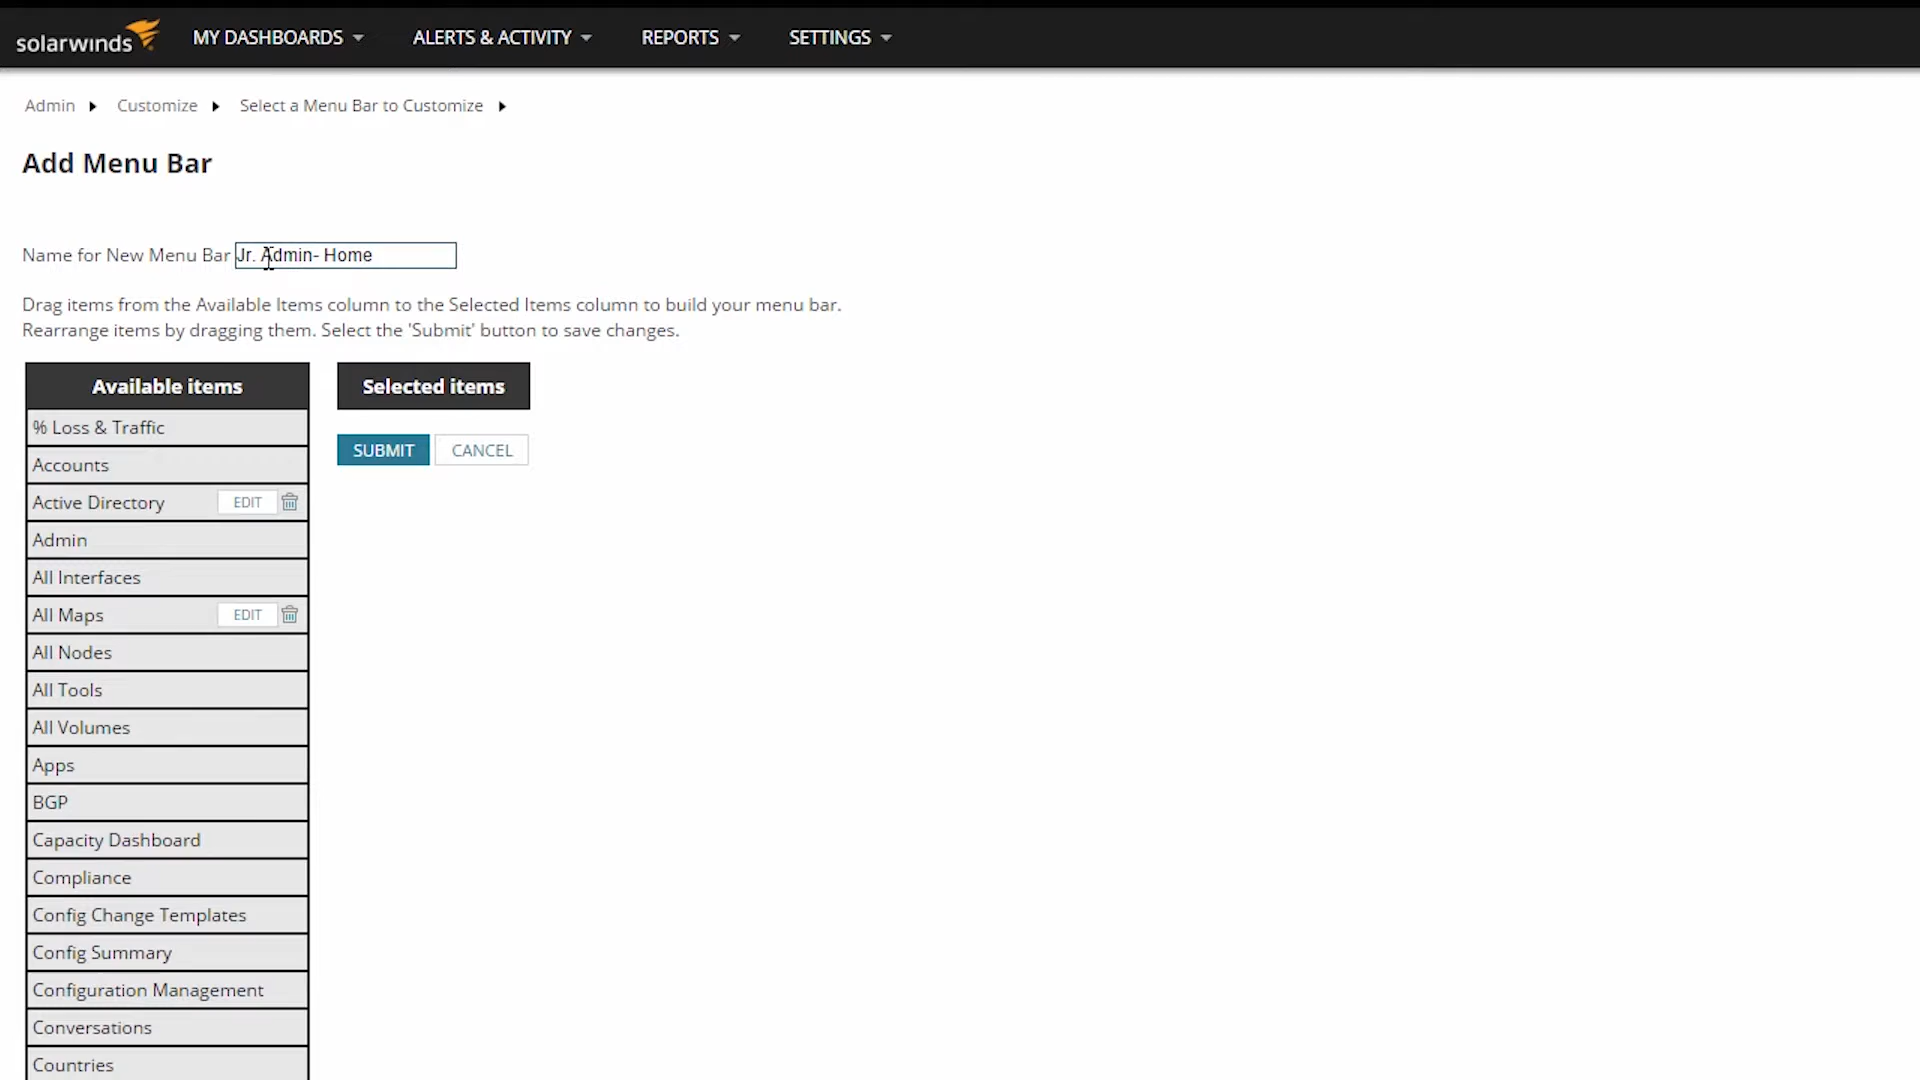 solarwinds MY DASHBOARDS ALERTS & ACTIVITY REPORTS SETTINGS
Admin Customize Select a Menu Bar to Customize
Add Menu Bar
Name for New Menu Bar Jr. Admin- Home
Drag items from the Available Items column to the Selected Items column to build your menu bar.
Rearrange items by dragging them. Select the 'Submit' button to save changes.
Available items Selected items
% Loss & Traffic
SUBMIT CANCEL
Accounts
Active Directory EDIT
Admin
All Interfaces
All Maps EDIT
All Nodes
All Tools
All Volumes
Apps
BGP
Capacity Dashboard
Compliance
Config Change Templates
Config Summary
Configuration Management
Conversations
Countries